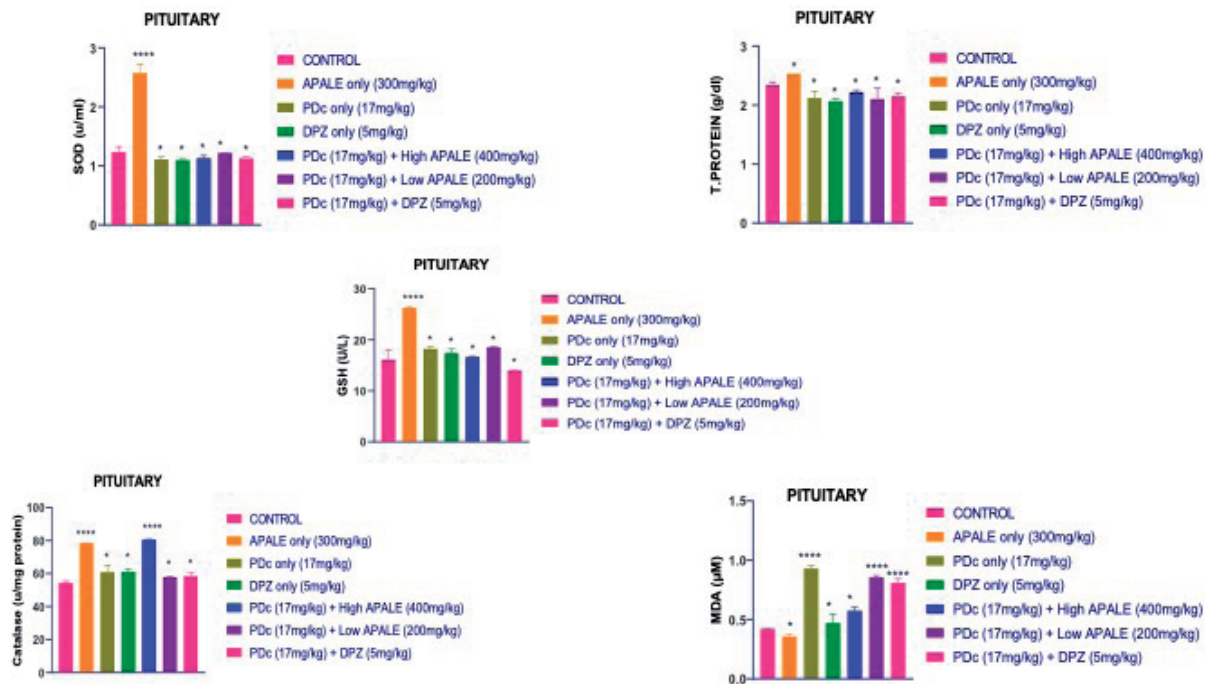 PITUITARY
SOD (u/ml)
3
2
1
0
****
*
*
*
*
*
CONTROL
APALE only (300mg/kg)
PDc only (17mg/kg)
DPZ only (5mg/kg)
PDc (17mg/kg) + High APALE (400mg/kg)
PDc (17mg/kg) + Low APALE (200mg/kg)
PDc (17mg/kg) + DPZ (5mg/kg)
PITUITARY
T.PROTEIN (g/dl)
3
2
1
0
*
*
*
*
*
*
CONTROL
APALE only (300mg/kg)
PDc only (17mg/kg)
DPZ only (5mg/kg)
PDc (17mg/kg) + High APALE (400mg/kg)
PDc (17mg/kg) + Low APALE (200mg/kg)
PDc (17mg/kg) + DPZ (5mg/kg)
PITUITARY
GSH (U/L)
30
20
10
0
****
*
*
*
*
*
CONTROL
APALE only (300mg/kg)
PDc only (17mg/kg)
DPZ only (5mg/kg)
PDc (17mg/kg) + High APALE (400mg/kg)
PDc (17mg/kg) + Low APALE (200mg/kg)
PDc (17mg/kg) + DPZ (5mg/kg)
PITUITARY
Catalase (u/mg protein)
100
80
60
40
20
0
****
*
*
****
*
*
CONTROL
APALE only (300mg/kg)
PDc only (17mg/kg)
DPZ only (5mg/kg)
PDc (17mg/kg) + High APALE (400mg/kg)
PDc (17mg/kg) + Low APALE (200mg/kg)
PDc (17mg/kg) + DPZ (5mg/kg)
PITUITARY
MDA (µM)
1.5
1.0
0.5
0.0
*
****
*
*
****
****
CONTROL
APALE only (300mg/kg)
PDc only (17mg/kg)
DPZ only (5mg/kg)
PDc (17mg/kg) + High APALE (400mg/kg)
PDc (17mg/kg) + Low APALE (200mg/kg)
PDc (17mg/kg) + DPZ (5mg/kg)